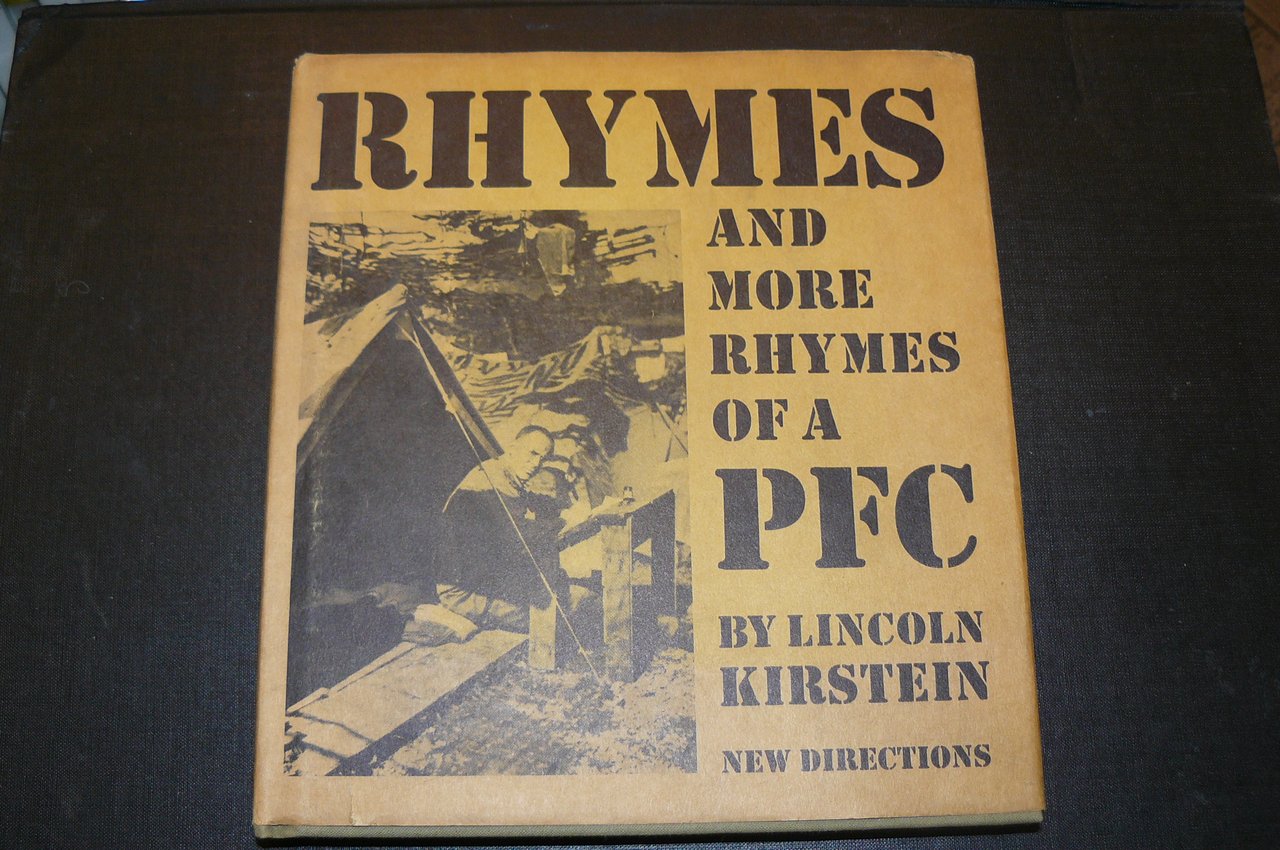 RHYMES
AND
MORE
RHYMES
OF A
PFC
BY LINCOLN
KIRSTEIN
NEW DIRECTIONS